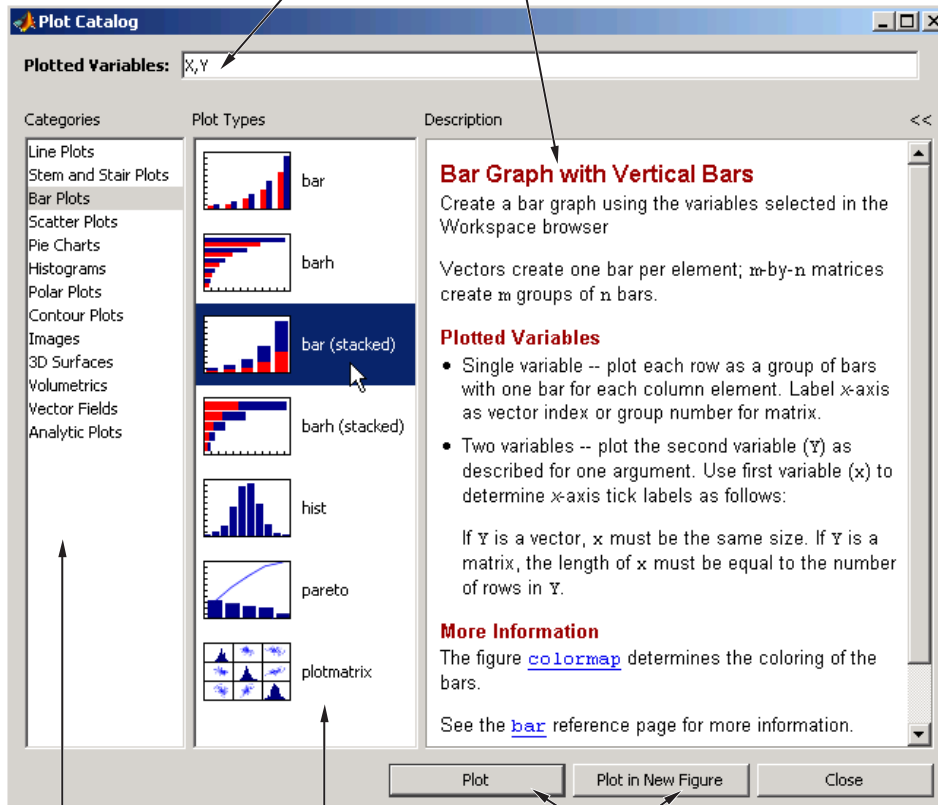 Plot Catalog
Plotted Variables: X,Y
Categories
Plot Types
Description
<<
Line Plots
Stem and Stair Plots
Bar Plots
Scatter Plots
Pie Charts
Histograms
Polar Plots
Contour Plots
Images
3D Surfaces
Volumetrics
Vector Fields
Analytic Plots
bar
barh
bar (stacked)
barh (stacked)
hist
pareto
plotmatrix
Bar Graph with Vertical Bars
Create a bar graph using the variables selected in the
Workspace browser
Vectors create one bar per element; m-by-n matrices
create m groups of n bars.
Plotted Variables
• Single variable -- plot each row as a group of bars
with one bar for each column element. Label x-axis
as vector index or group number for matrix.
• Two variables -- plot the second variable (Y) as
described for one argument. Use first variable (x) to
determine x-axis tick labels as follows:
If Y is a vector, x must be the same size. If Y is a
matrix, the length of x must be equal to the number
of rows in Y.
More Information
The figure colormap determines the coloring of the
bars.
See the bar reference page for more information.
Plot
Plot in New Figure
Close